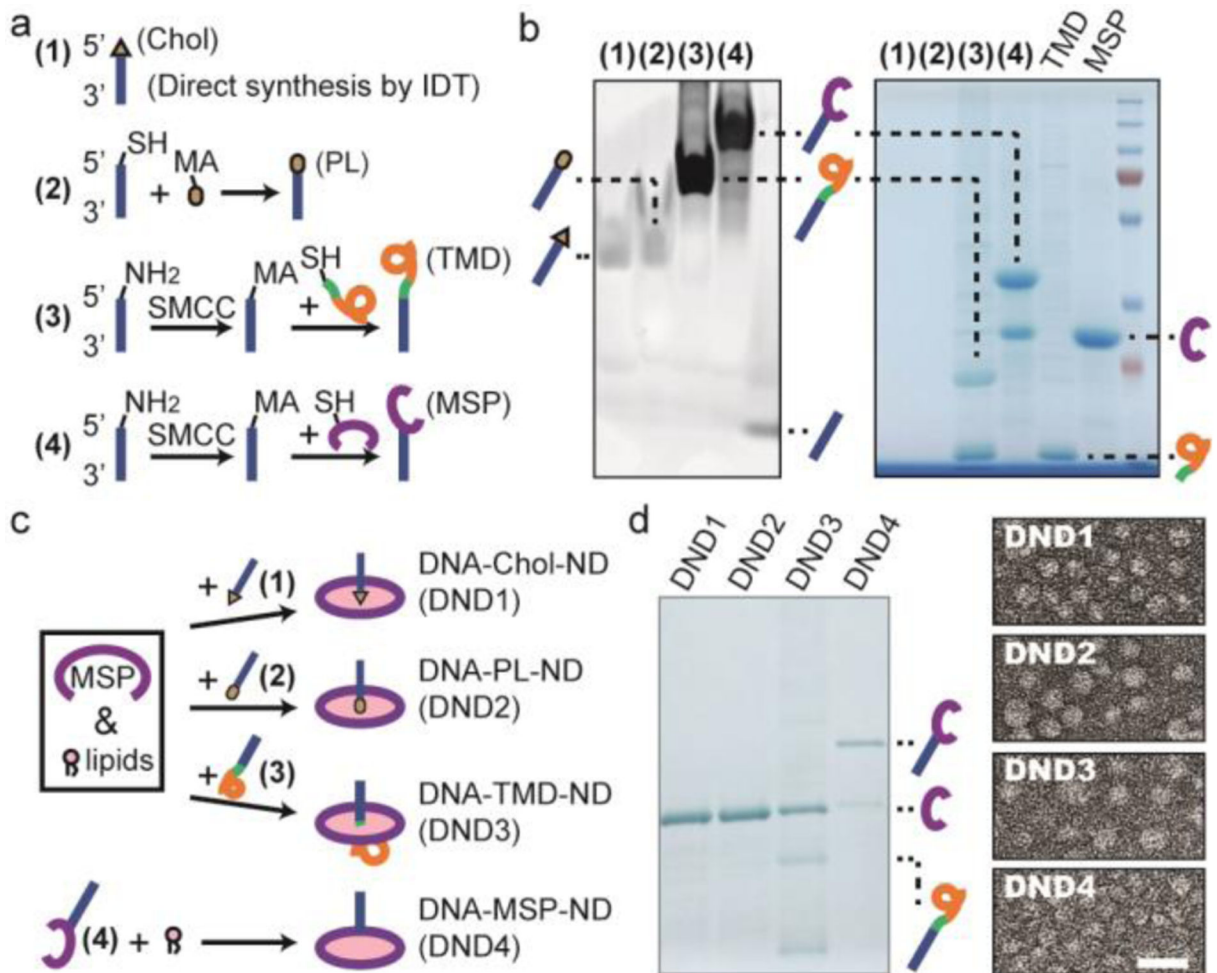 a
(1) 5’ (Chol)
3’ (Direct synthesis by IDT)
(2) 5’ SH MA (PL)
3’ +
(3) 5’ NH2 SMCC MA SH (TMD)
3’ +
(4) 5’ NH2 SMCC MA SH (MSP)
3’ +
b
(1) (2) (3) (4)
(1) (2) (3) (4) TMD MSP
c
MSP
&
lipids
+ (1)
DNA-Chol-ND
(DND1)
+ (2)
DNA-PL-ND
(DND2)
+ (3)
DNA-TMD-ND
(DND3)
(4) +
DNA-MSP-ND
(DND4)
d
DND1 DND2 DND3 DND4
DND1
DND2
DND3
DND4